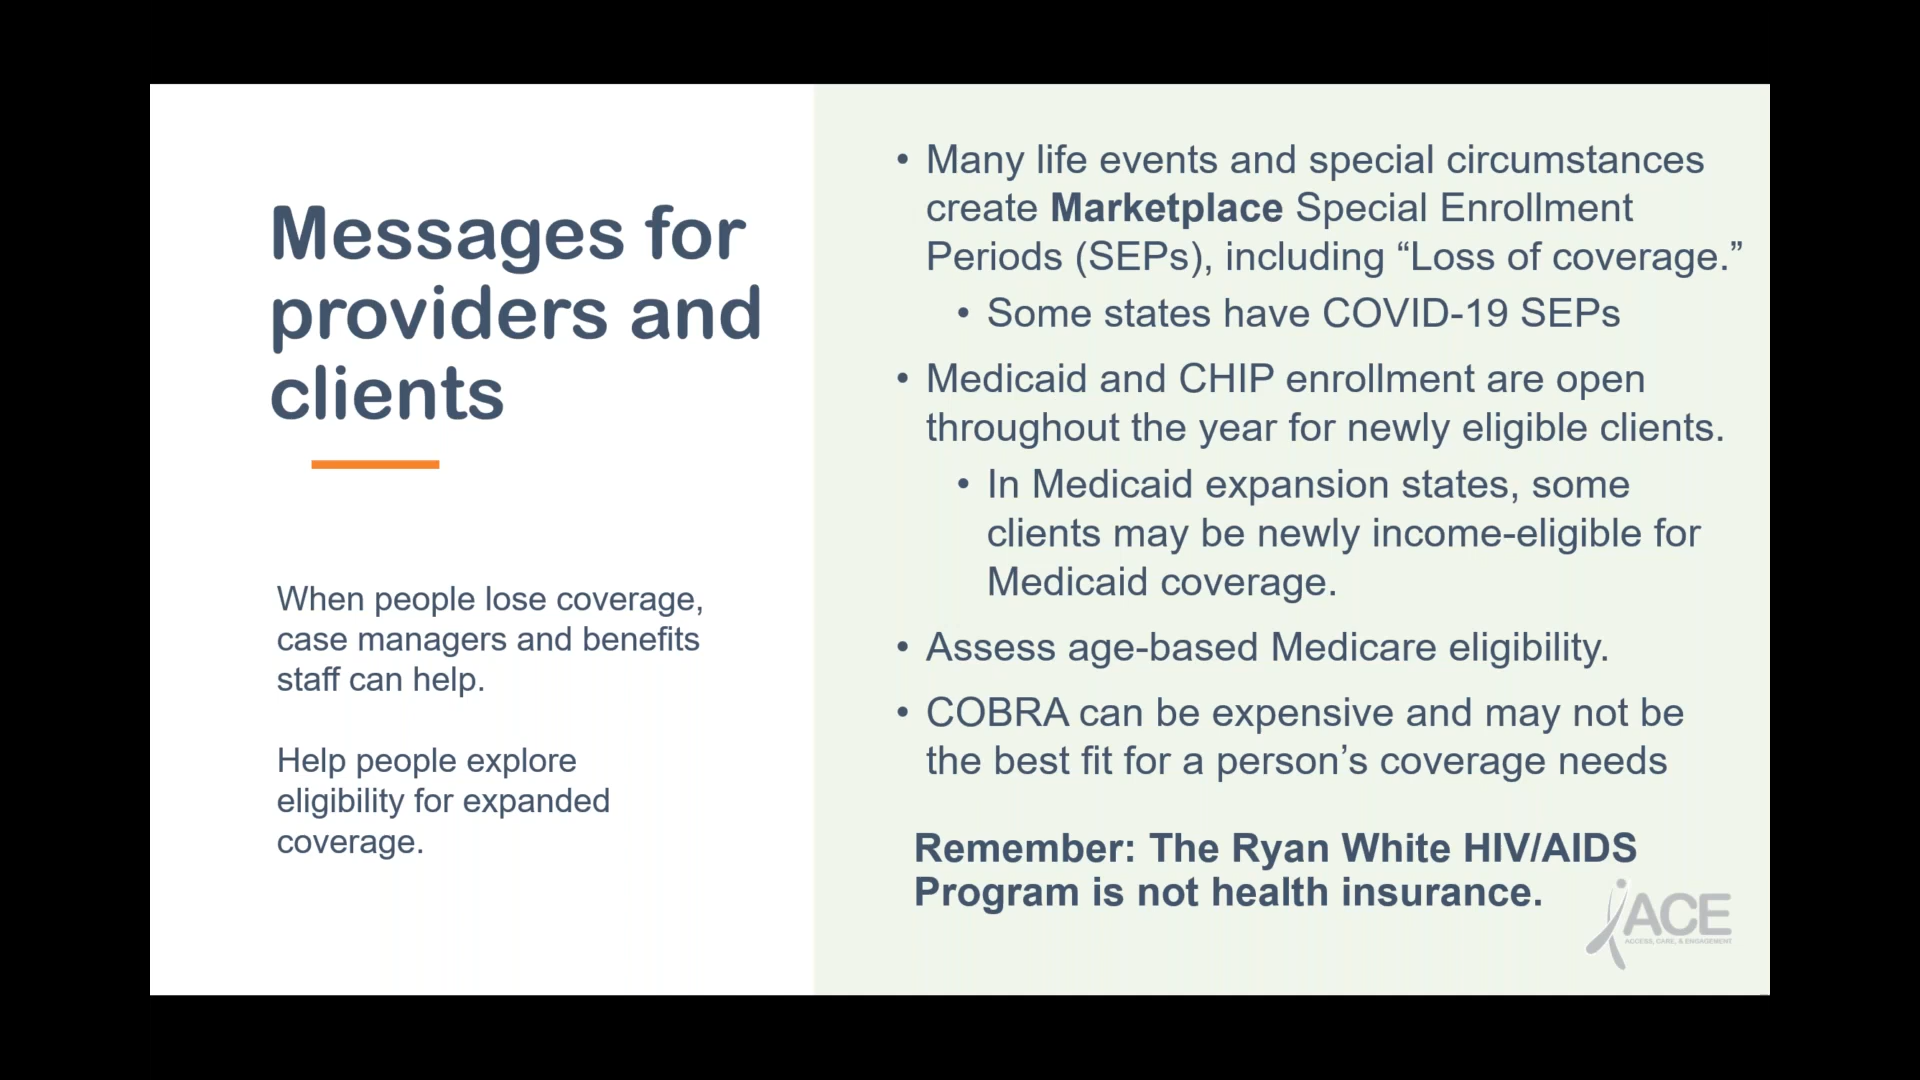 Messages for
providers and
clients
When people lose coverage,
case managers and benefits
staff can help.
Help people explore
eligibility for expanded
coverage.
• Many life events and special circumstances
create Marketplace Special Enrollment
Periods (SEPs), including “Loss of coverage.”
• Some states have COVID-19 SEPs
• Medicaid and CHIP enrollment are open
throughout the year for newly eligible clients.
• In Medicaid expansion states, some
clients may be newly income-eligible for
Medicaid coverage.
• Assess age-based Medicare eligibility.
• COBRA can be expensive and may not be
the best fit for a person’s coverage needs
Remember: The Ryan White HIV/AIDS
Program is not health insurance.
ACE
ACCESS, CARE, & ENGAGEMENT